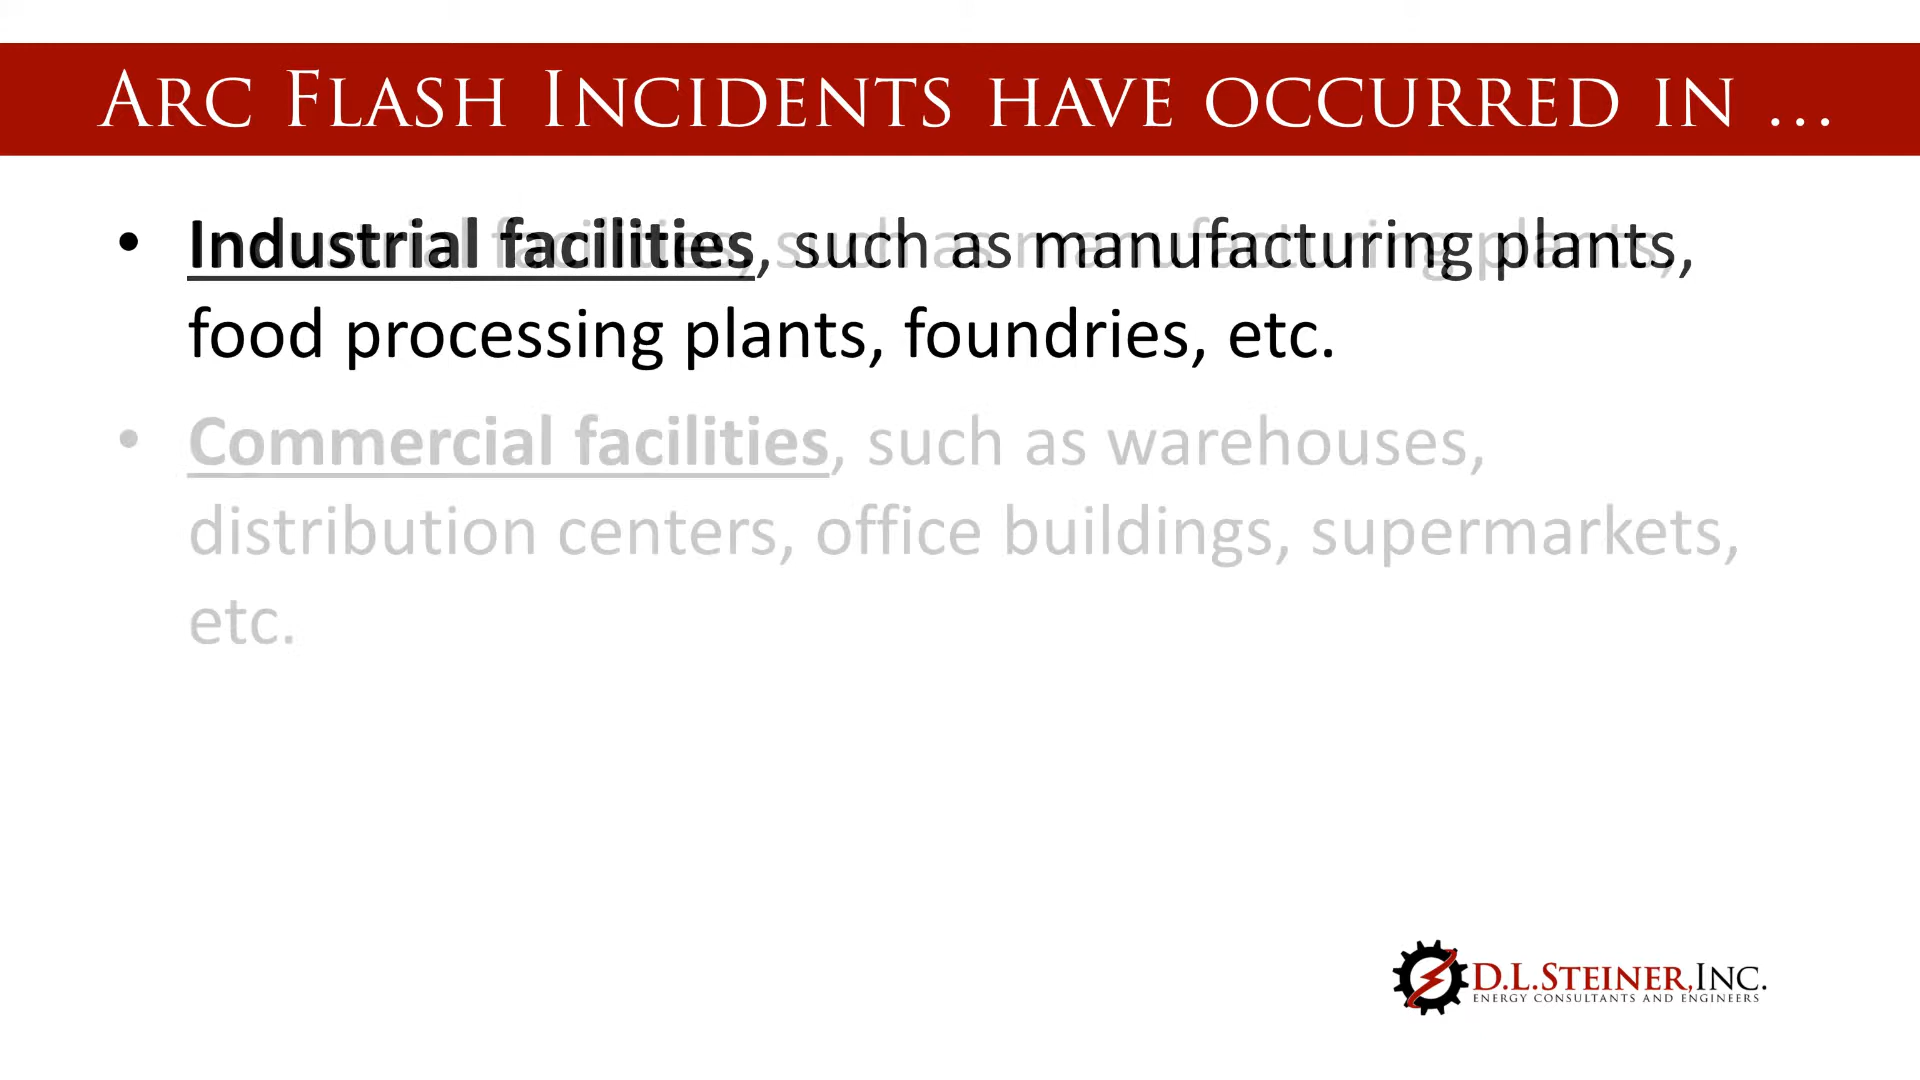 Arc Flash Incidents have occurred in ...
• Industrial facilities, such as manufacturing plants,
food processing plants, foundries, etc.
• Commercial facilities, such as warehouses,
distribution centers, office buildings, supermarkets,
etc.
D.L.Steiner,Inc.
Energy Consultants and Engineers